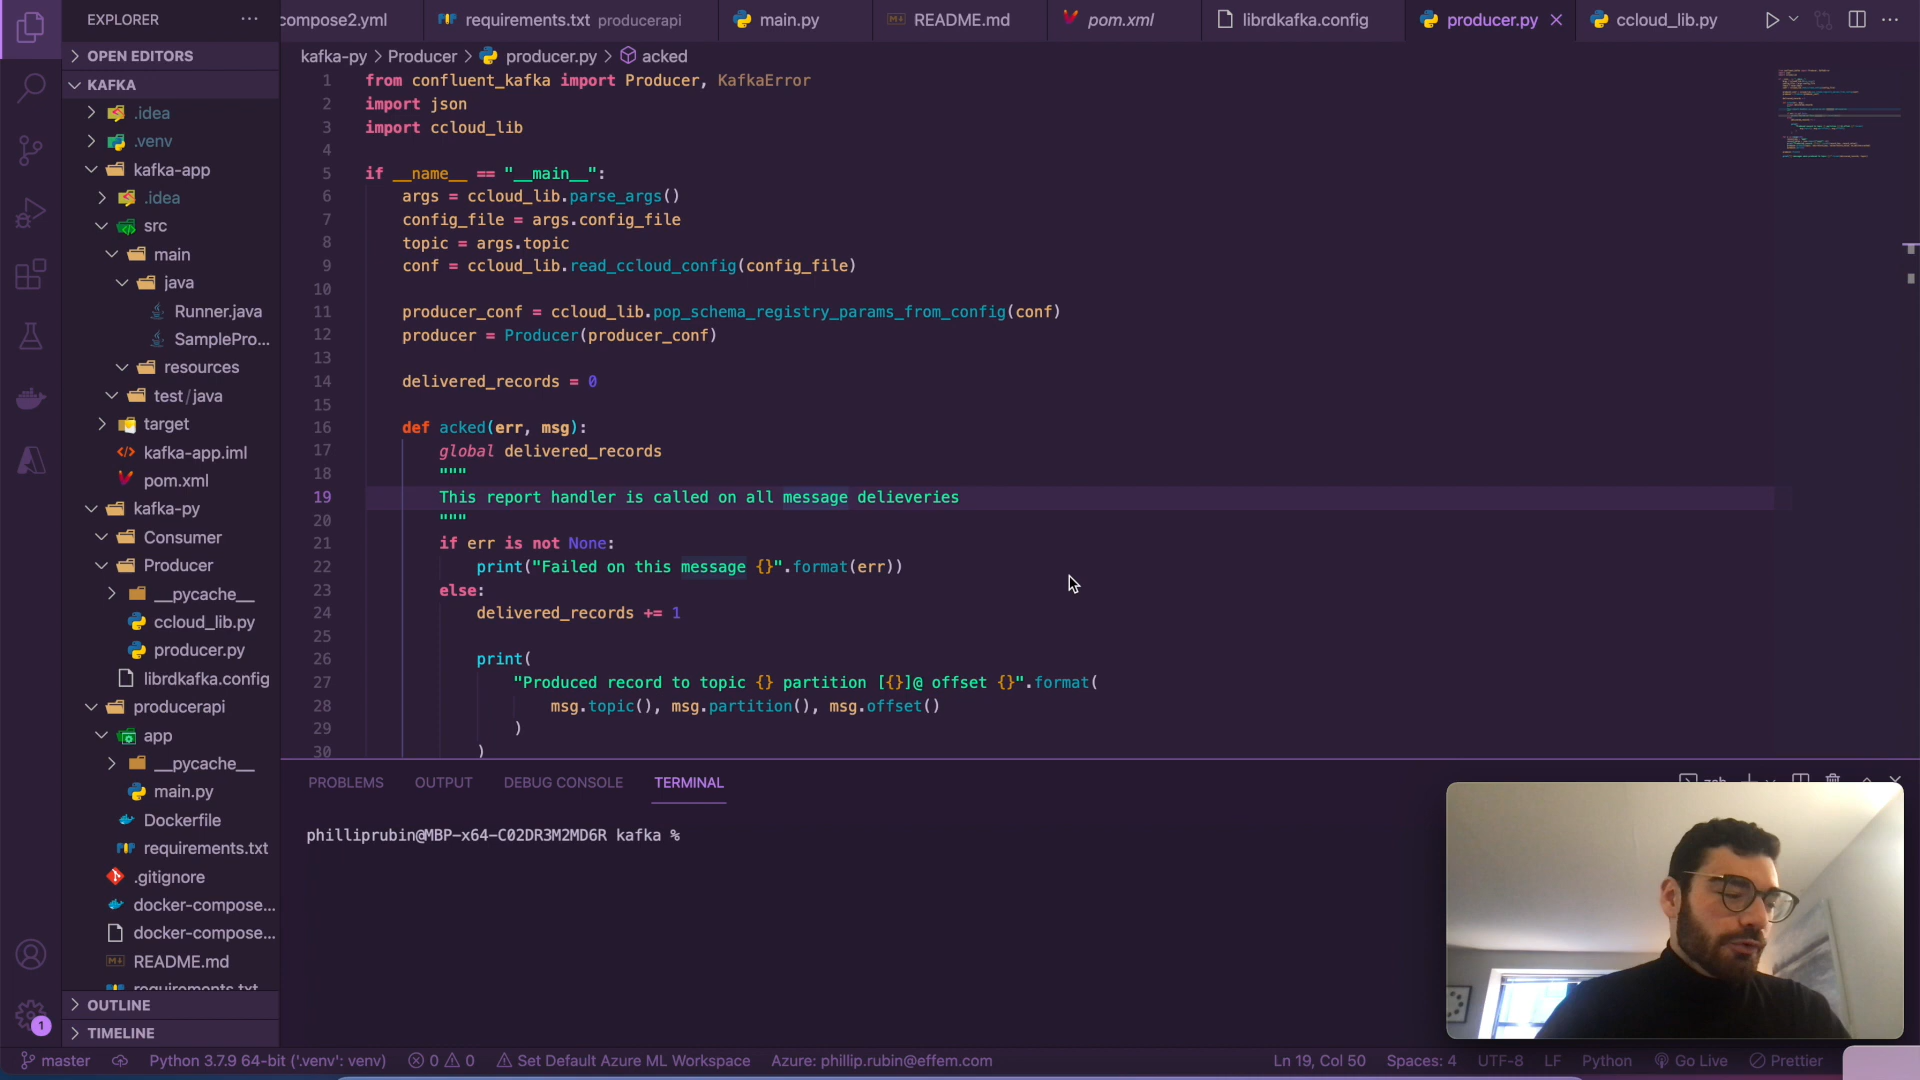 EXPLORER
compose2.yml
requirements.txt producerapi
main.py
README.md
pom.xml
librdkafka.config
producer.py
ccloud_lib.py
OPEN EDITORS
KAFKA
.idea
.venv
kafka-app
.idea
src
main
java
Runner.java
SamplePro...
resources
test/java
target
kafka-app.iml
pom.xml
kafka-py
Consumer
Producer
__pycache__
ccloud_lib.py
producer.py
librdkafka.config
producerapi
app
__pycache__
main.py
Dockerfile
requirements.txt
.gitignore
docker-compose...
docker-compose...
README.md
requirements.txt
OUTLINE
TIMELINE
kafka-py > Producer > producer.py > acked
1 from confluent_kafka import Producer, KafkaError
2 import json
3 import ccloud_lib
4
5 if __name__ == "__main__":
6 args = ccloud_lib.parse_args()
7 config_file = args.config_file
8 topic = args.topic
9 conf = ccloud_lib.read_ccloud_config(config_file)
10
11 producer_conf = ccloud_lib.pop_schema_registry_params_from_config(conf)
12 producer = Producer(producer_conf)
13
14 delivered_records = 0
15
16 def acked(err, msg):
17 global delivered_records
18 """
19 This report handler is called on all message delieveries
20 """
21 if err is not None:
22 print("Failed on this message {}".format(err))
23 else:
24 delivered_records += 1
25
26 print(
27 "Produced record to topic {} partition [{}]@ offset {}".format(
28 msg.topic(), msg.partition(), msg.offset()
29 )
30 )
PROBLEMS OUTPUT DEBUG CONSOLE TERMINAL
zsh
philliprubin@MBP-x64-C02DR3M2MD6R kafka %
1
master
Python 3.7.9 64-bit ('.venv': venv)
0 0
Set Default Azure ML Workspace
Azure: phillip.rubin@effem.com
Ln 19, Col 50
Spaces: 4
UTF-8
LF
Python
Go Live
Prettier